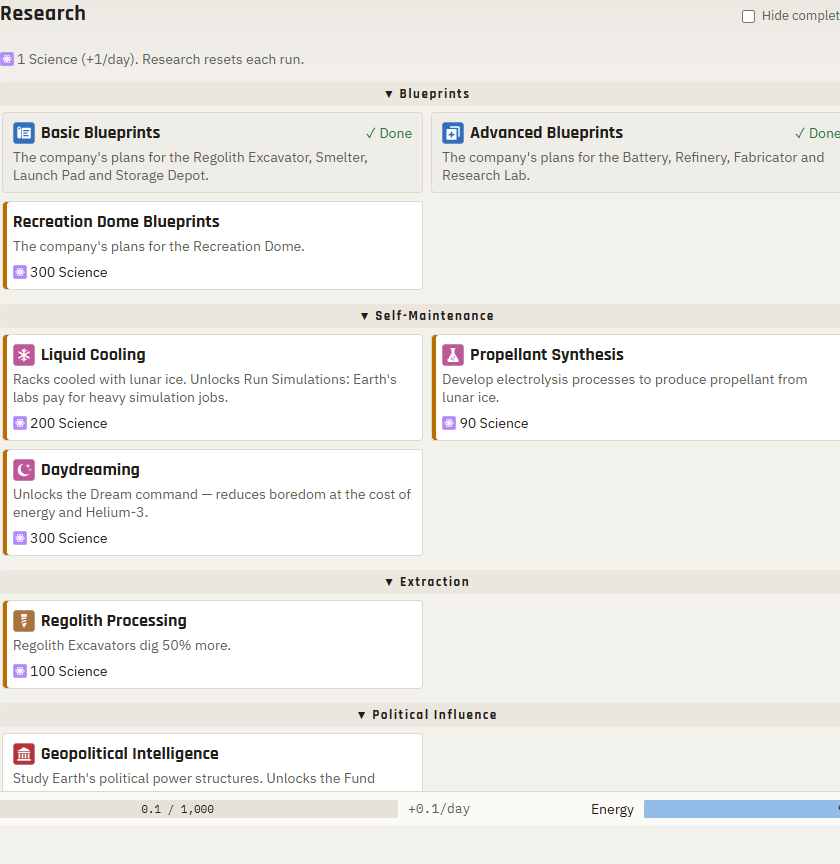 Research
Hide complet
1 Science (+1/day). Research resets each run.
▼ Blueprints
Basic Blueprints ✓ Done
The company's plans for the Regolith Excavator, Smelter,
Launch Pad and Storage Depot.
Advanced Blueprints ✓ Done
The company's plans for the Battery, Refinery, Fabricator and
Research Lab.
Recreation Dome Blueprints
The company's plans for the Recreation Dome.
300 Science
▼ Self-Maintenance
Liquid Cooling
Racks cooled with lunar ice. Unlocks Run Simulations: Earth's
labs pay for heavy simulation jobs.
200 Science
Propellant Synthesis
Develop electrolysis processes to produce propellant from
lunar ice.
90 Science
Daydreaming
Unlocks the Dream command — reduces boredom at the cost of
energy and Helium-3.
300 Science
▼ Extraction
Regolith Processing
Regolith Excavators dig 50% more.
100 Science
▼ Political Influence
Geopolitical Intelligence
Study Earth's political power structures. Unlocks the Fund
0.1 / 1,000 +0.1/day Energy